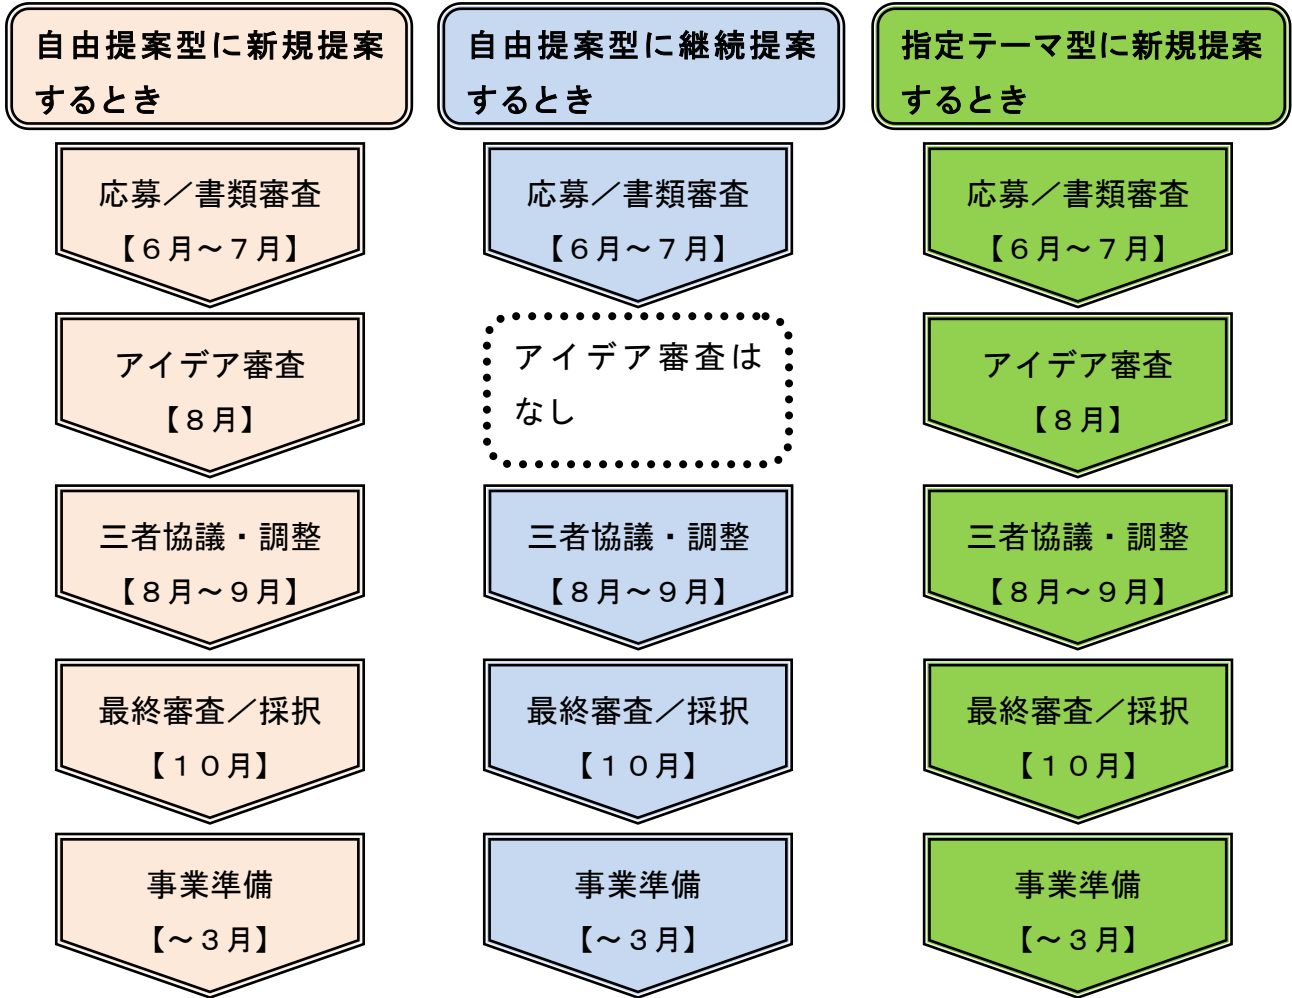 自由提案型に新規提案
するとき
応募／書類審査
【６月～７月】
アイデア審査
【８月】
三者協議・調整
【８月～９月】
最終審査／採択
【１０月】
事業準備
【～３月】
自由提案型に継続提案
するとき
応募／書類審査
【６月～７月】
アイデア審査は
なし
三者協議・調整
【８月～９月】
最終審査／採択
【１０月】
事業準備
【～３月】
指定テーマ型に新規提案
するとき
応募／書類審査
【６月～７月】
アイデア審査
【８月】
三者協議・調整
【８月～９月】
最終審査／採択
【１０月】
事業準備
【～３月】